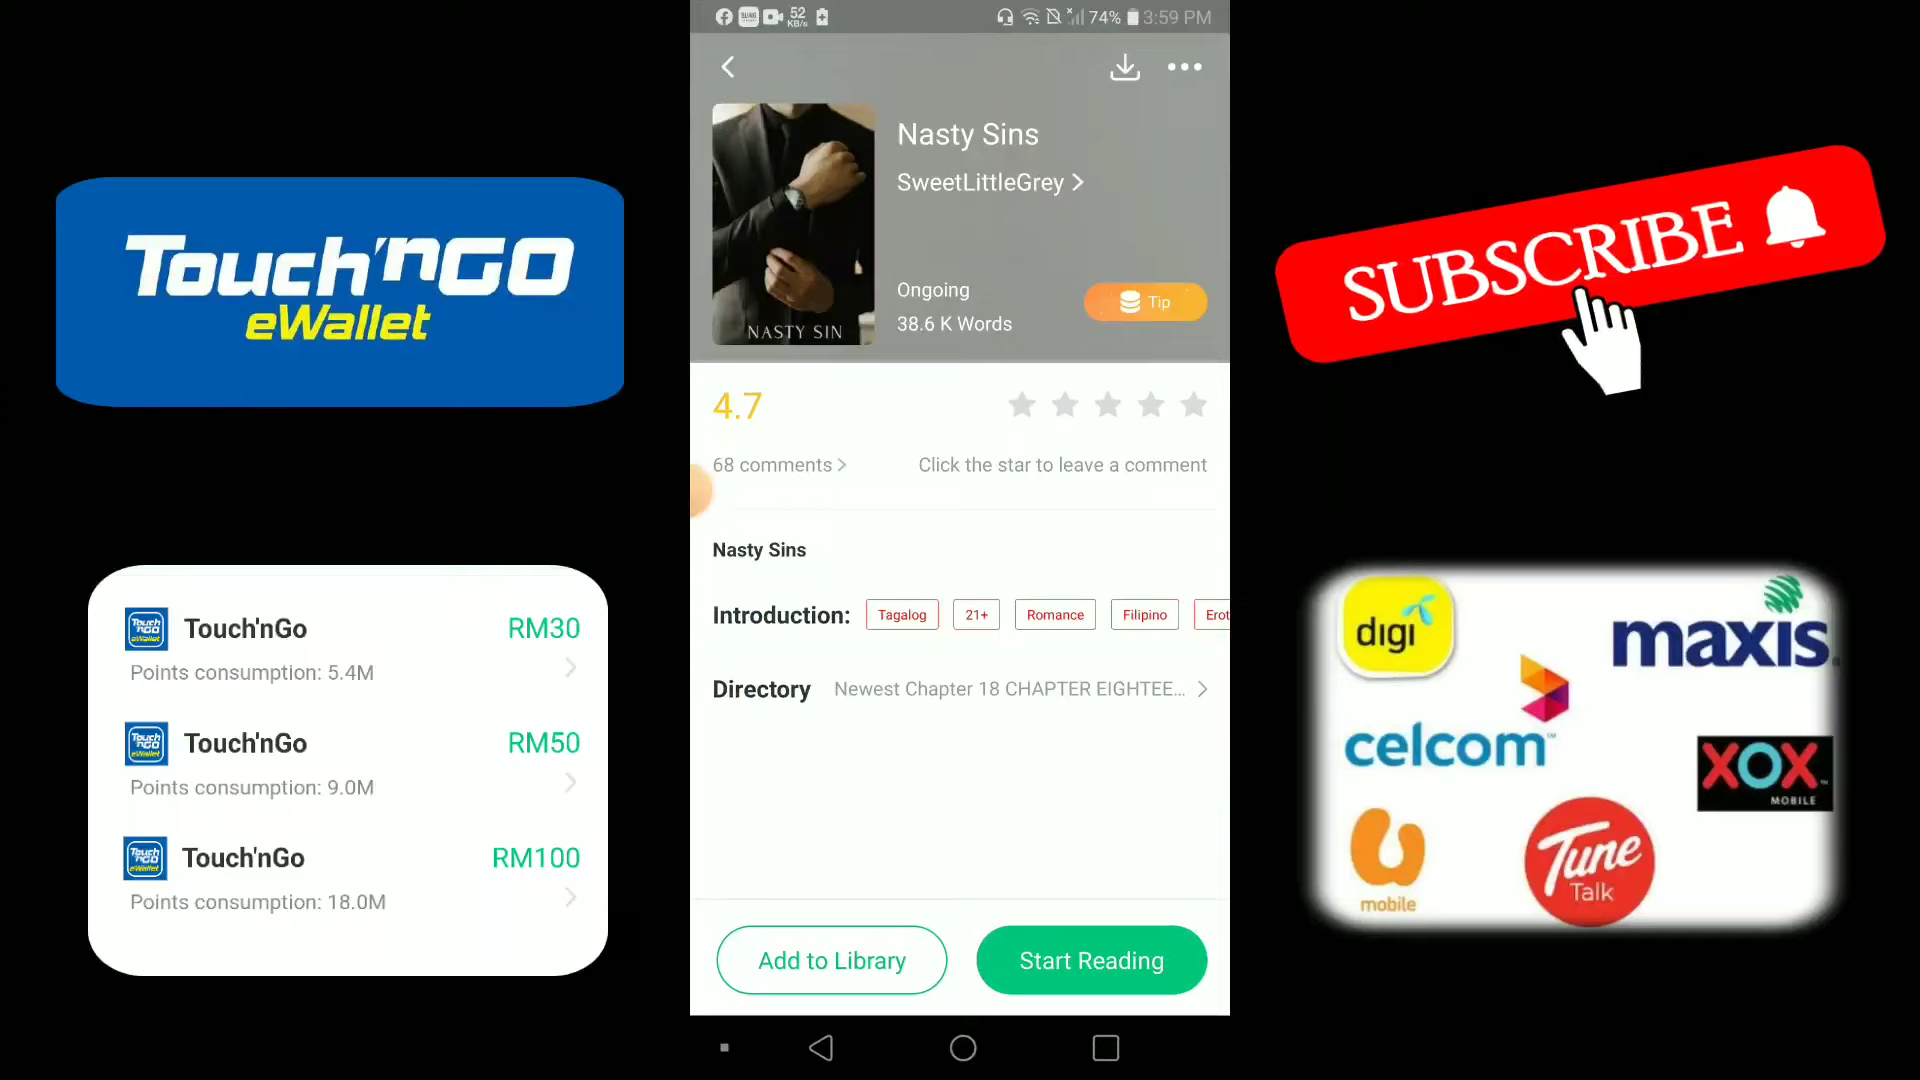 52
KB/s
74%
3:59 PM
Touch'nGO
eWallet
NASTY SIN
Nasty Sins
SweetLittleGrey
Ongoing
38.6 K Words
Tip
SUBSCRIBE
4.7
68 comments
Click the star to leave a comment
Nasty Sins
Introduction:
Tagalog
21+
Romance
Filipino
Erot
Directory
Newest Chapter 18 CHAPTER EIGHTEE...
Add to Library
Start Reading
Touch'nGo
RM30
Points consumption: 5.4M
Touch'nGo
RM50
Points consumption: 9.0M
Touch'nGo
RM100
Points consumption: 18.0M
digi
maxis
celcom
XOX
MOBILE
mobile
Tune
Talk